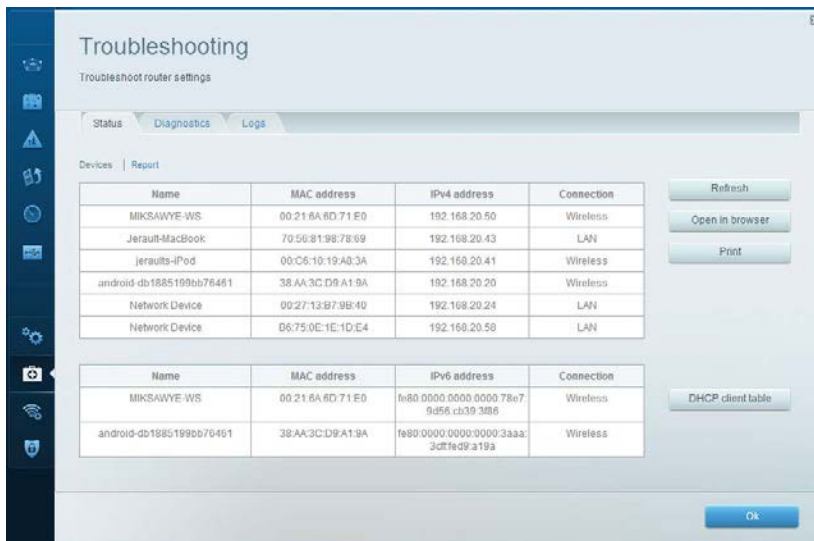 Troubleshooting
Troubleshoot router settings
Status Diagnostics Logs
Devices | Report
Name MAC address IPv4 address Connection
MIKSAWYE-WS 00:21:6A:6D:71:E0 192.168.20.50 Wireless
Jerault-MacBook 70:56:81:98:78:69 192.168.20.43 LAN
jeraults-iPod 00:C6:10:19:A8:3A 192.168.20.41 Wireless
android-db1885199bb76461 38:AA:3C:D9:A1:9A 192.168.20.20 Wireless
Network Device 00:27:13:B7:9B:40 192.168.20.24 LAN
Network Device B6:75:0E:1E:1D:E4 192.168.20.58 LAN
Refresh
Open in browser
Print
Name MAC address IPv6 address Connection
MIKSAWYE-WS 00:21:6A:6D:71:E0 fe80:0000:0000:0000:78e7: Wireless
9d56:cb39:3f86
android-db1885199bb76461 38:AA:3C:D9:A1:9A fe80:0000:0000:0000:3aaa: Wireless
3cff:fed9:a19a
DHCP client table
Ok